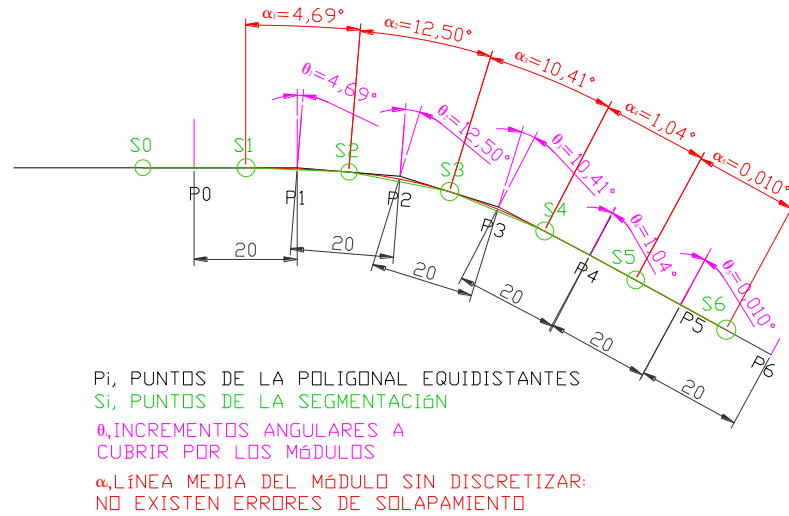 α₁=4,69°
α₂=12,50°
α₃=10,41°
α₄=1,04°
α₅=0,010°
θ₁=4,69°
θ₂=12,50°
θ₃=10,41°
θ₄=1,04°
θ₅=0,010°
S0
S1
S2
S3
S4
S5
S6
P0
P1
P2
P3
P4
P5
P6
20
20
20
20
20
20
Pi, PUNTOS DE LA POLIGONAL EQUIDISTANTES
Si, PUNTOS DE LA SEGMENTACIóN
θᵢ,INCREMENTOS ANGULARES A
CUBRIR POR LOS MóDULOS
αᵢ,LíNEA MEDIA DEL MóDULO SIN DISCRETIZAR:
NO EXISTEN ERRORES DE SOLAPAMIENTO